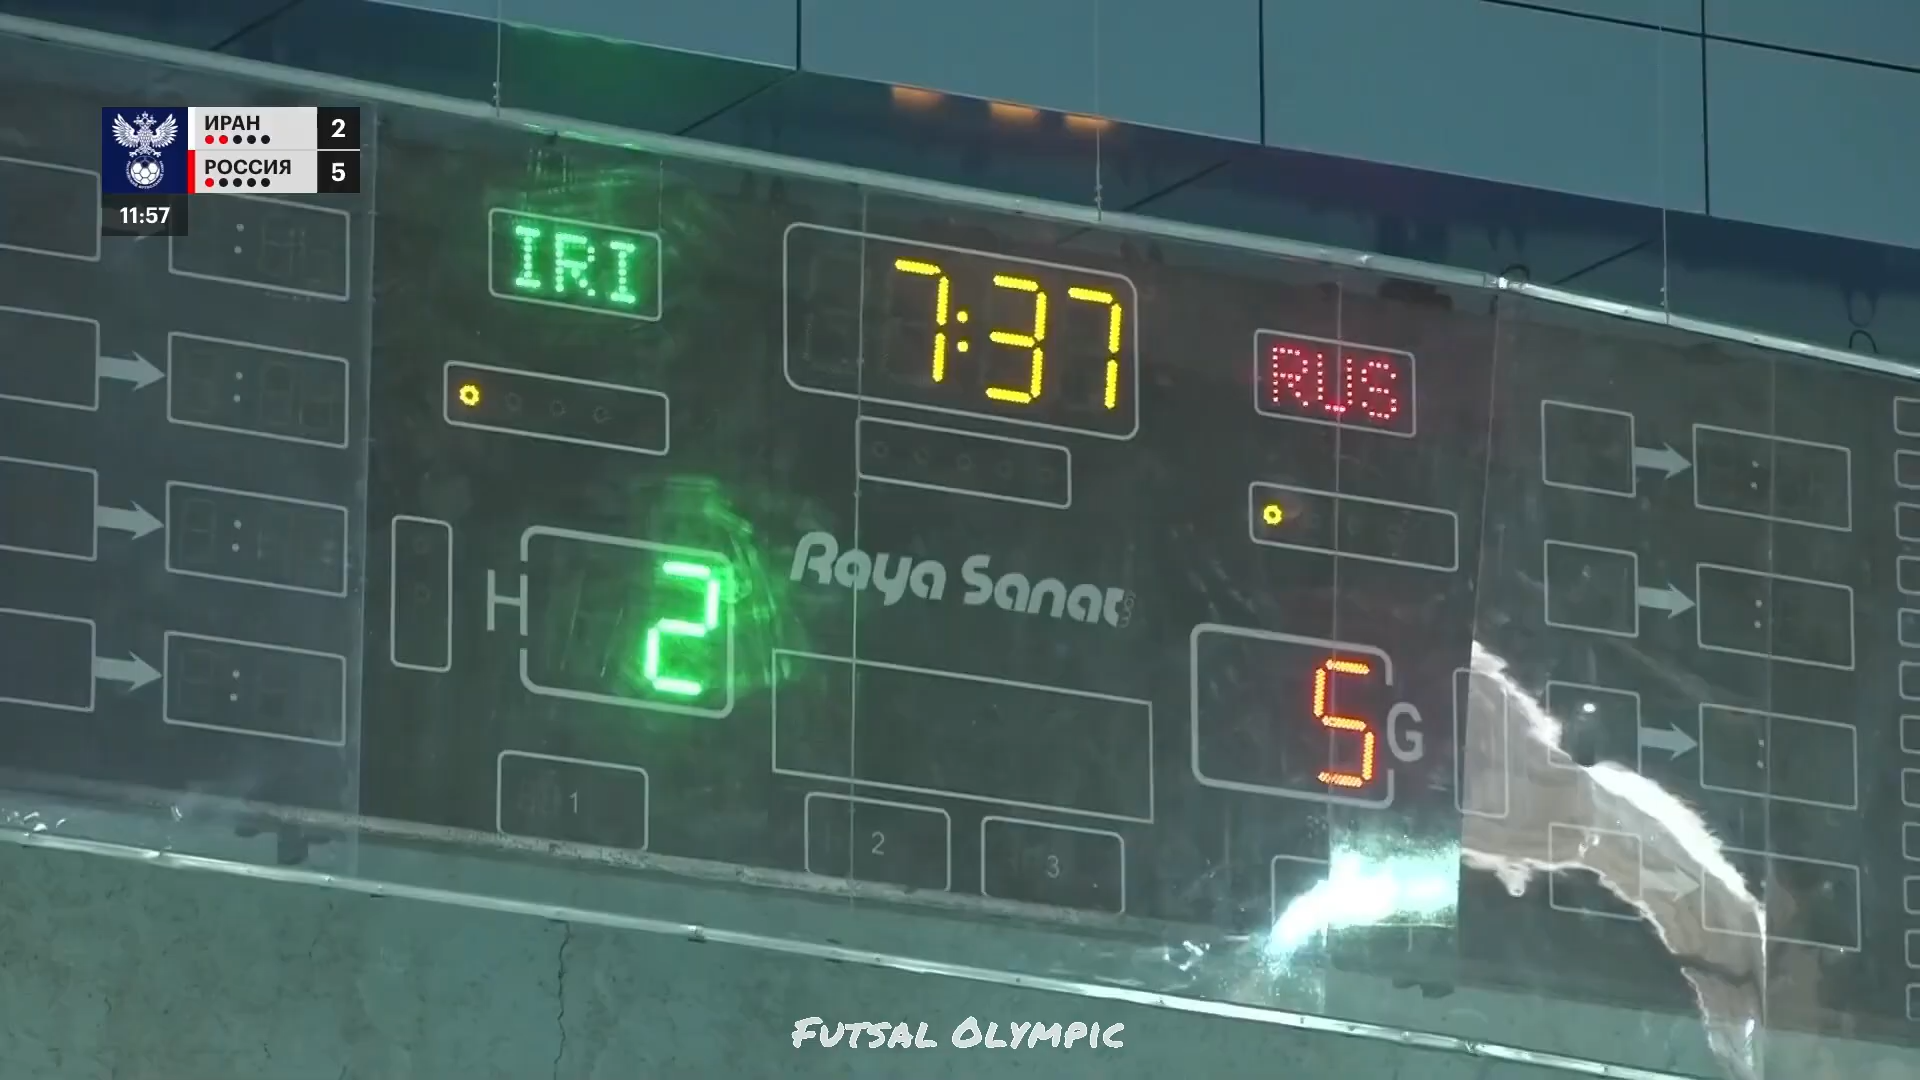 ИРАН 2
РОССИЯ 5
11:57
IRI
7:37
RUS
Raya Sanat
H 2
5 G
1
2
3
Futsal Olympic